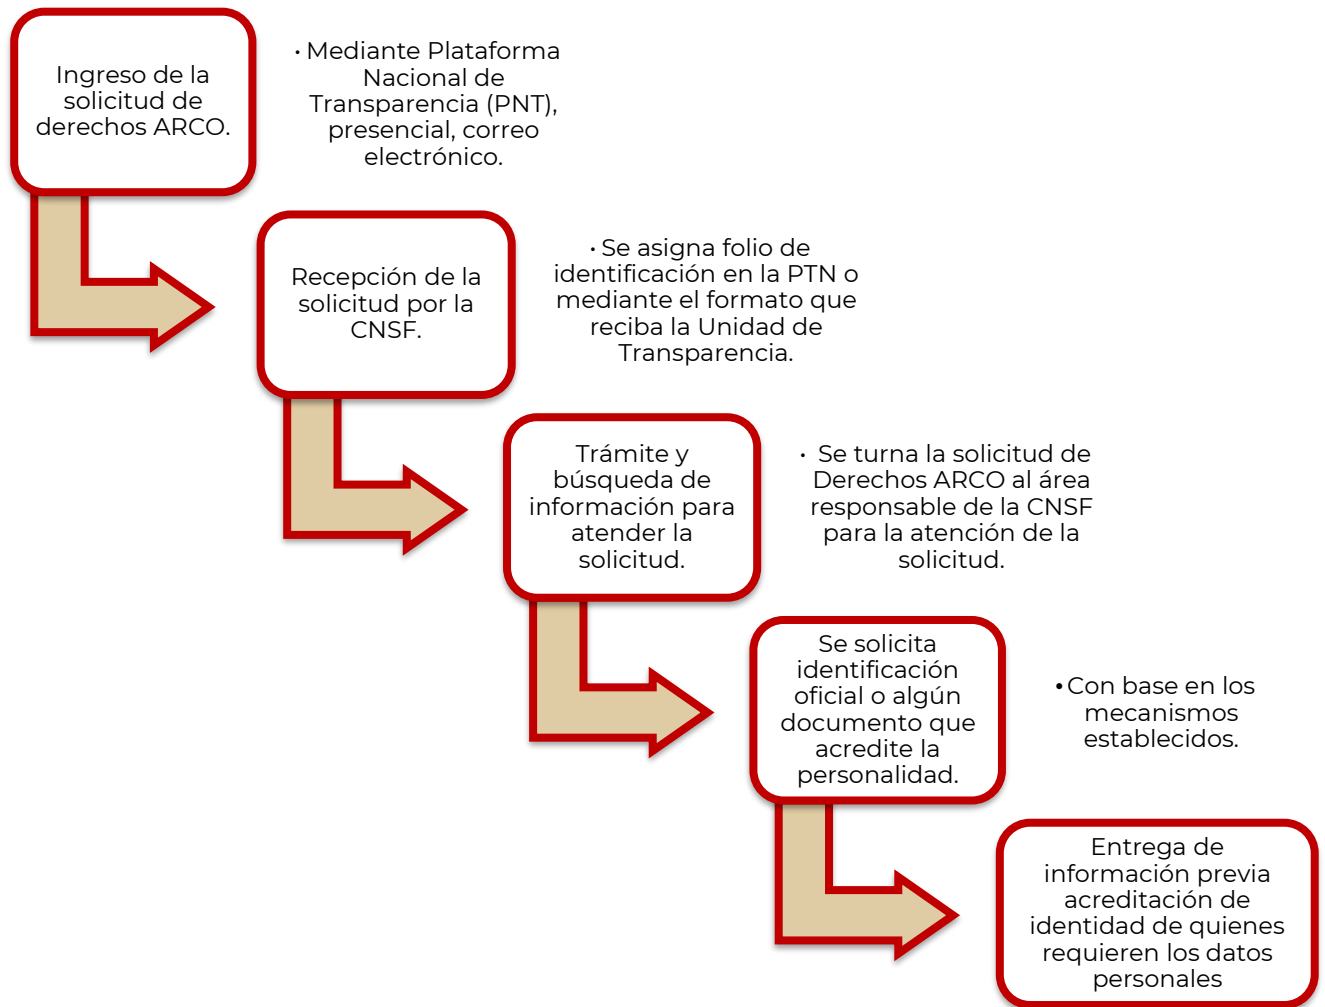 Ingreso de la
solicitud de
derechos ARCO.
· Mediante Plataforma
Nacional de
Transparencia (PNT),
presencial, correo
electrónico.
Recepción de la
solicitud por la
CNSF.
· Se asigna folio de
identificación en la PTN o
mediante el formato que
reciba la Unidad de
Transparencia.
Trámite y
búsqueda de
información para
atender la
solicitud.
· Se turna la solicitud de
Derechos ARCO al área
responsable de la CNSF
para la atención de la
solicitud.
Se solicita
identificación
oficial o algún
documento que
acredite la
personalidad.
• Con base en los
mecanismos
establecidos.
Entrega de
información previa
acreditación de
identidad de quienes
requieren los datos
personales